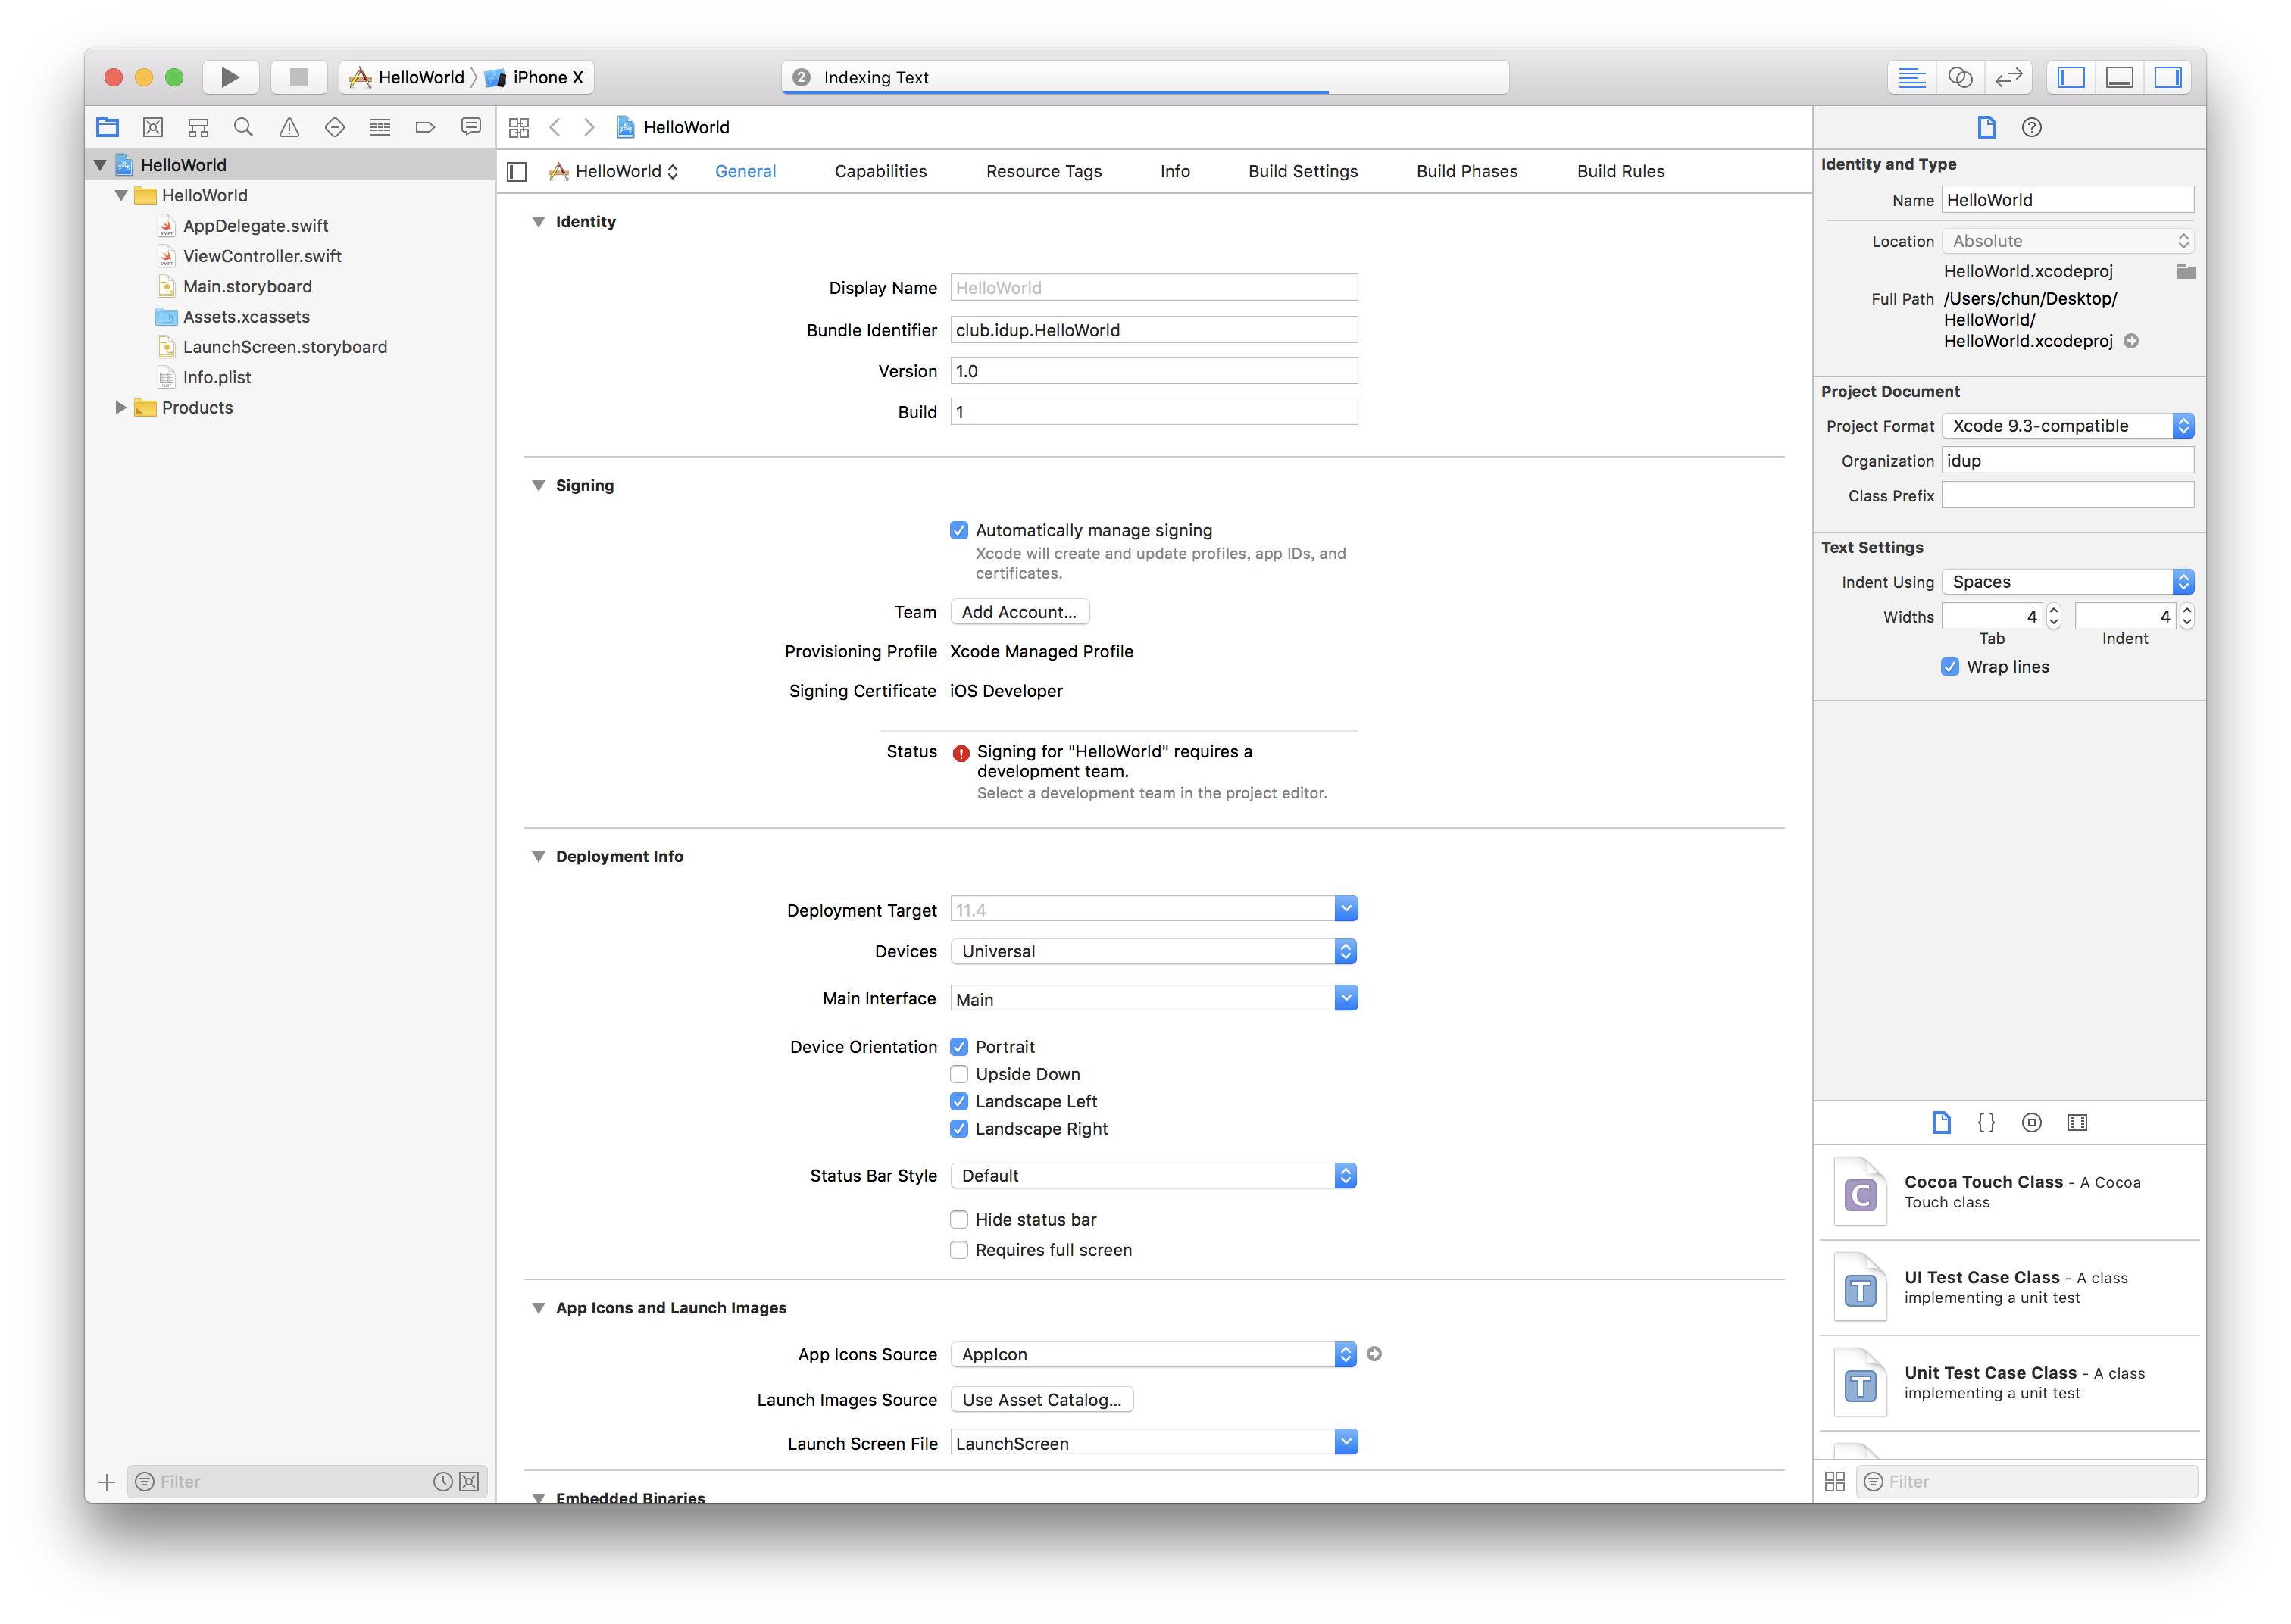 HelloWorld
iPhone X
2 Indexing Text
HelloWorld
HelloWorld
HelloWorld
AppDelegate.swift
ViewController.swift
Main.storyboard
Assets.xcassets
LaunchScreen.storyboard
Info.plist
Products
Filter
HelloWorld
General
Capabilities
Resource Tags
Info
Build Settings
Build Phases
Build Rules
Identity
Display Name HelloWorld
Bundle Identifier club.idup.HelloWorld
Version 1.0
Build 1
Signing
Automatically manage signing
Xcode will create and update profiles, app IDs, and
certificates.
Team Add Account...
Provisioning Profile Xcode Managed Profile
Signing Certificate iOS Developer
Status Signing for "HelloWorld" requires a
development team.
Select a development team in the project editor.
Deployment Info
Deployment Target 11.4
Devices Universal
Main Interface Main
Device Orientation Portrait
Upside Down
Landscape Left
Landscape Right
Status Bar Style Default
Hide status bar
Requires full screen
App Icons and Launch Images
App Icons Source AppIcon
Launch Images Source Use Asset Catalog...
Launch Screen File LaunchScreen
Embedded Binaries
Identity and Type
Name HelloWorld
Location Absolute
HelloWorld.xcodeproj
Full Path /Users/chun/Desktop/
HelloWorld/
HelloWorld.xcodeproj
Project Document
Project Format Xcode 9.3-compatible
Organization idup
Class Prefix
Text Settings
Indent Using Spaces
Widths 4 4
Tab Indent
Wrap lines
{}
C
Cocoa Touch Class - A Cocoa
Touch class
T
UI Test Case Class - A class
implementing a unit test
T
Unit Test Case Class - A class
implementing a unit test
Filter